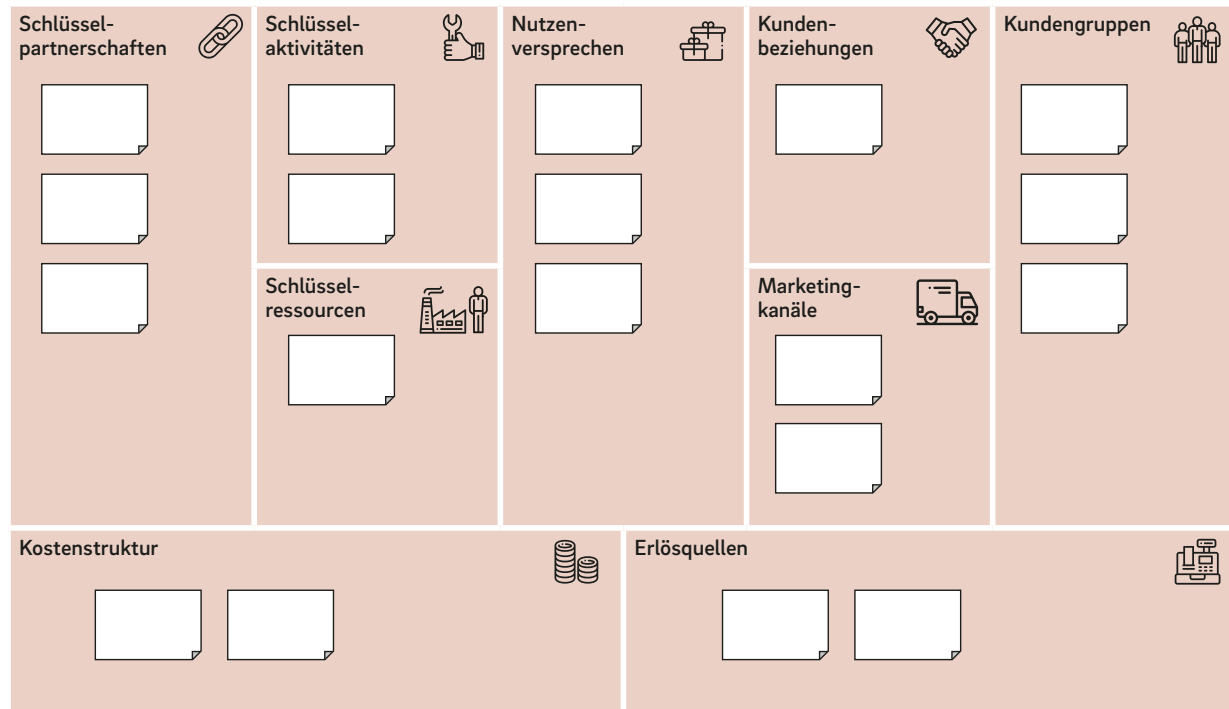 Schlüssel-
partnerschaften
Schlüssel-
aktivitäten
Nutzen-
versprechen
Kunden-
beziehungen
Kundengruppen
Schlüssel-
ressourcen
Marketing-
kanäle
Kostenstruktur
Erlösquellen